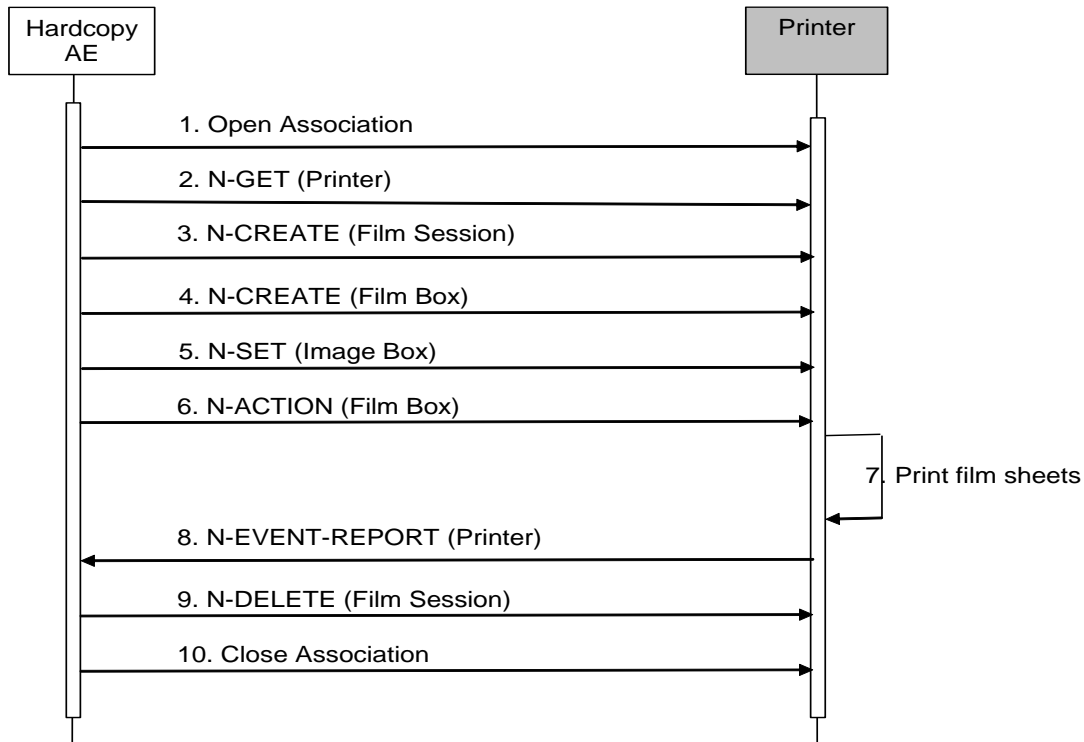 Hardcopy
AE
Printer
1. Open Association
2. N-GET (Printer)
3. N-CREATE (Film Session)
4. N-CREATE (Film Box)
5. N-SET (Image Box)
6. N-ACTION (Film Box)
7. Print film sheets
8. N-EVENT-REPORT (Printer)
9. N-DELETE (Film Session)
10. Close Association